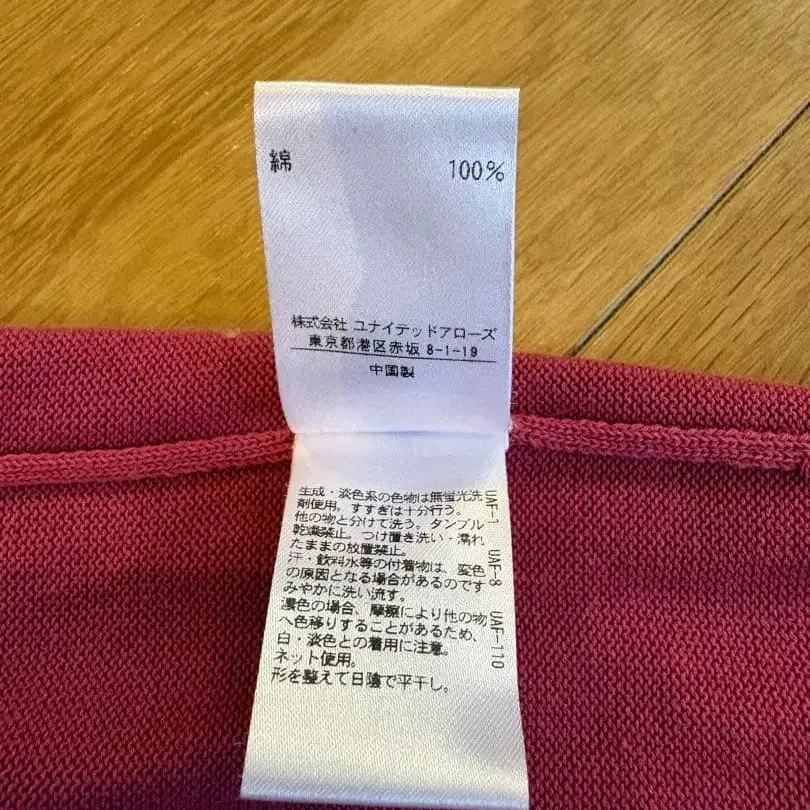 綿 100%
株式会社 ユナイテッドアローズ
東京都港区赤坂 8-1-19
中国製
生成・淡色系の色物は無蛍光洗
剤使用。すすぎは十分行う。
他の物と分けて洗う。タンブル
乾燥禁止。つけ置き洗い・濡れ
たままの放置禁止。
汗・飲料水等の付着物は、変色
の原因となる場合があるのです
みやかに洗い流す。
濃色の場合、摩擦により他の物
へ色移りすることがあるため、
白・淡色との着用に注意。
ネット使用。
形を整えて日陰で平干し。
UAF-1 UAF-8 UAF-110